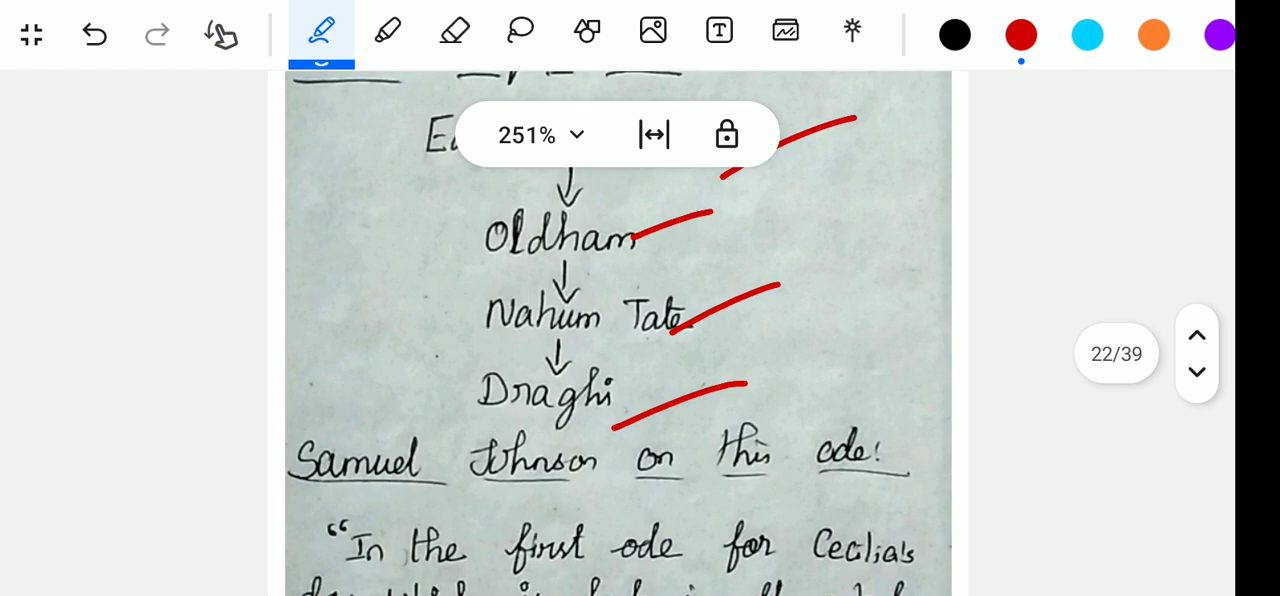 251%
Oldham
Nahum Tate
Draghi
22/39
Samuel Johnson on this ode:
"In the first ode for Cecilia's